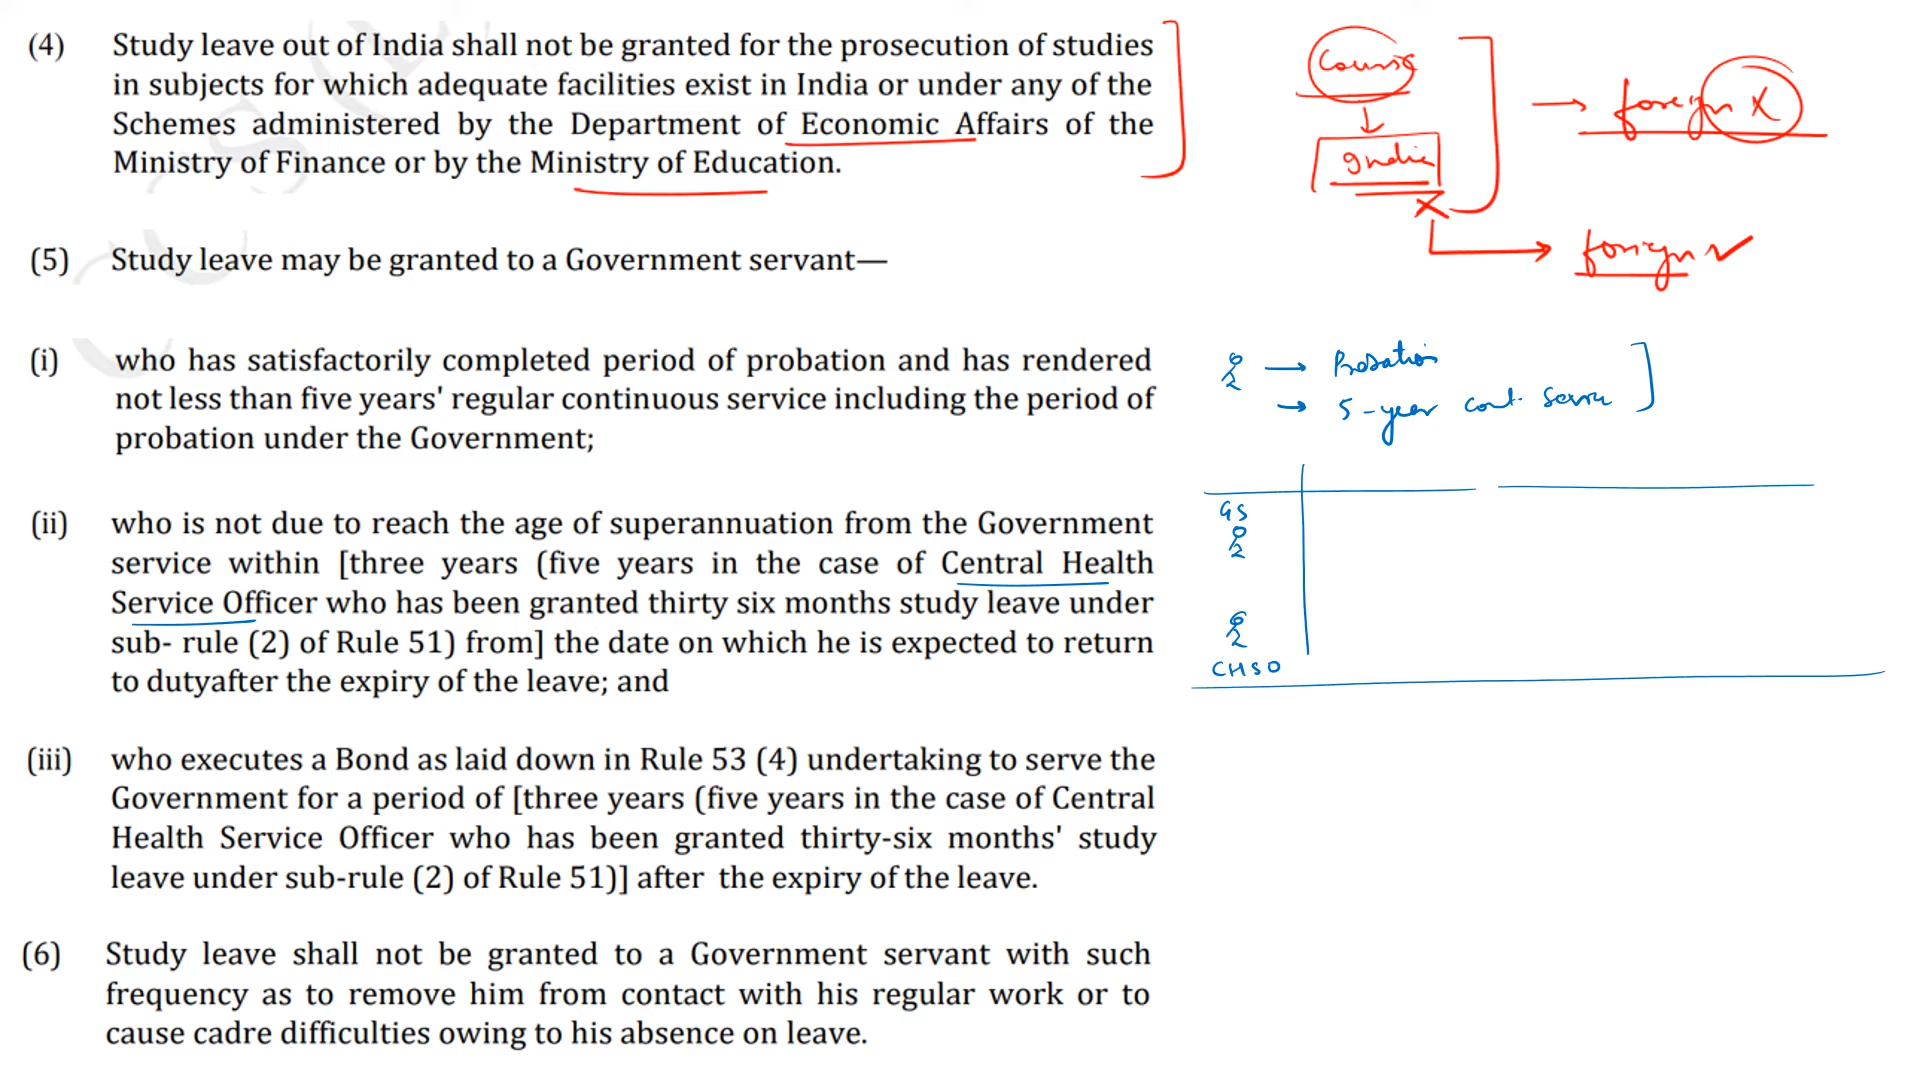 (4) Study leave out of India shall not be granted for the prosecution of studies
in subjects for which adequate facilities exist in India or under any of the
Schemes administered by the Department of Economic Affairs of the
Ministry of Finance or by the Ministry of Education.
(5) Study leave may be granted to a Government servant—
(i) who has satisfactorily completed period of probation and has rendered
not less than five years' regular continuous service including the period of
probation under the Government;
(ii) who is not due to reach the age of superannuation from the Government
service within [three years (five years in the case of Central Health
Service Officer who has been granted thirty six months study leave under
sub- rule (2) of Rule 51) from] the date on which he is expected to return
to dutyafter the expiry of the leave; and
(iii) who executes a Bond as laid down in Rule 53 (4) undertaking to serve the
Government for a period of [three years (five years in the case of Central
Health Service Officer who has been granted thirty-six months' study
leave under sub-rule (2) of Rule 51)] after the expiry of the leave.
(6) Study leave shall not be granted to a Government servant with such
frequency as to remove him from contact with his regular work or to
cause cadre difficulties owing to his absence on leave.
Course
India
X
→ foreign X
foreign ✓
→ Probation
→ 5-year cont. Service
GS
CHSO